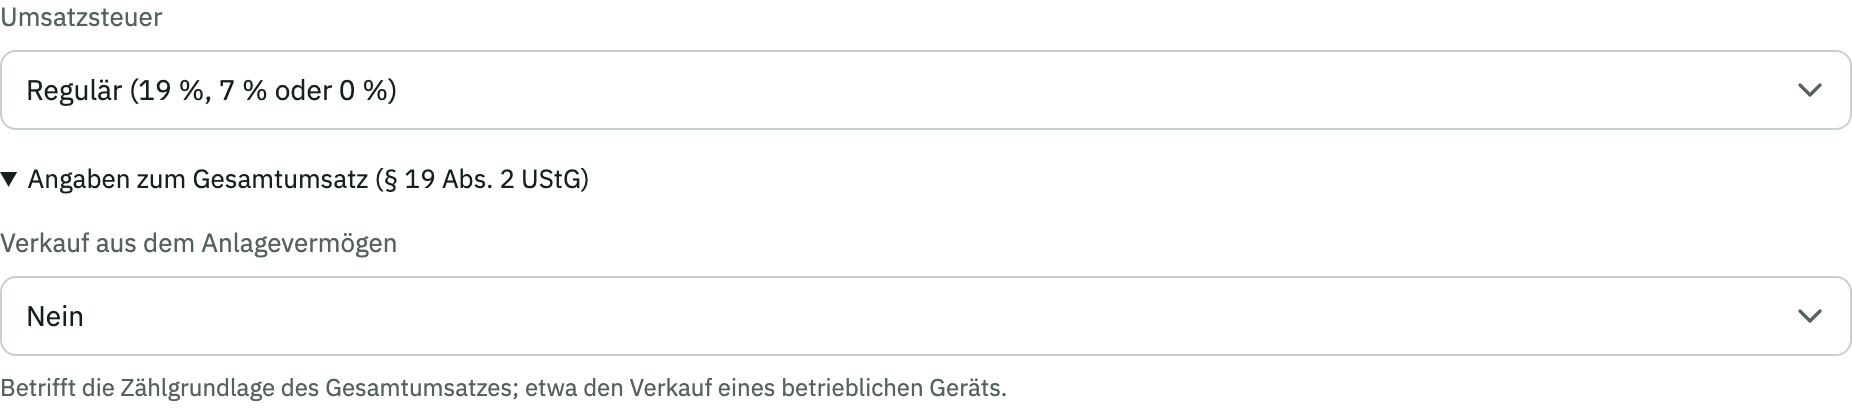 Umsatzsteuer
Regulär (19 %, 7 % oder 0 %)
▼ Angaben zum Gesamtumsatz (§ 19 Abs. 2 UStG)
Verkauf aus dem Anlagevermögen
Nein
Betrifft die Zählgrundlage des Gesamtumsatzes; etwa den Verkauf eines betrieblichen Geräts.